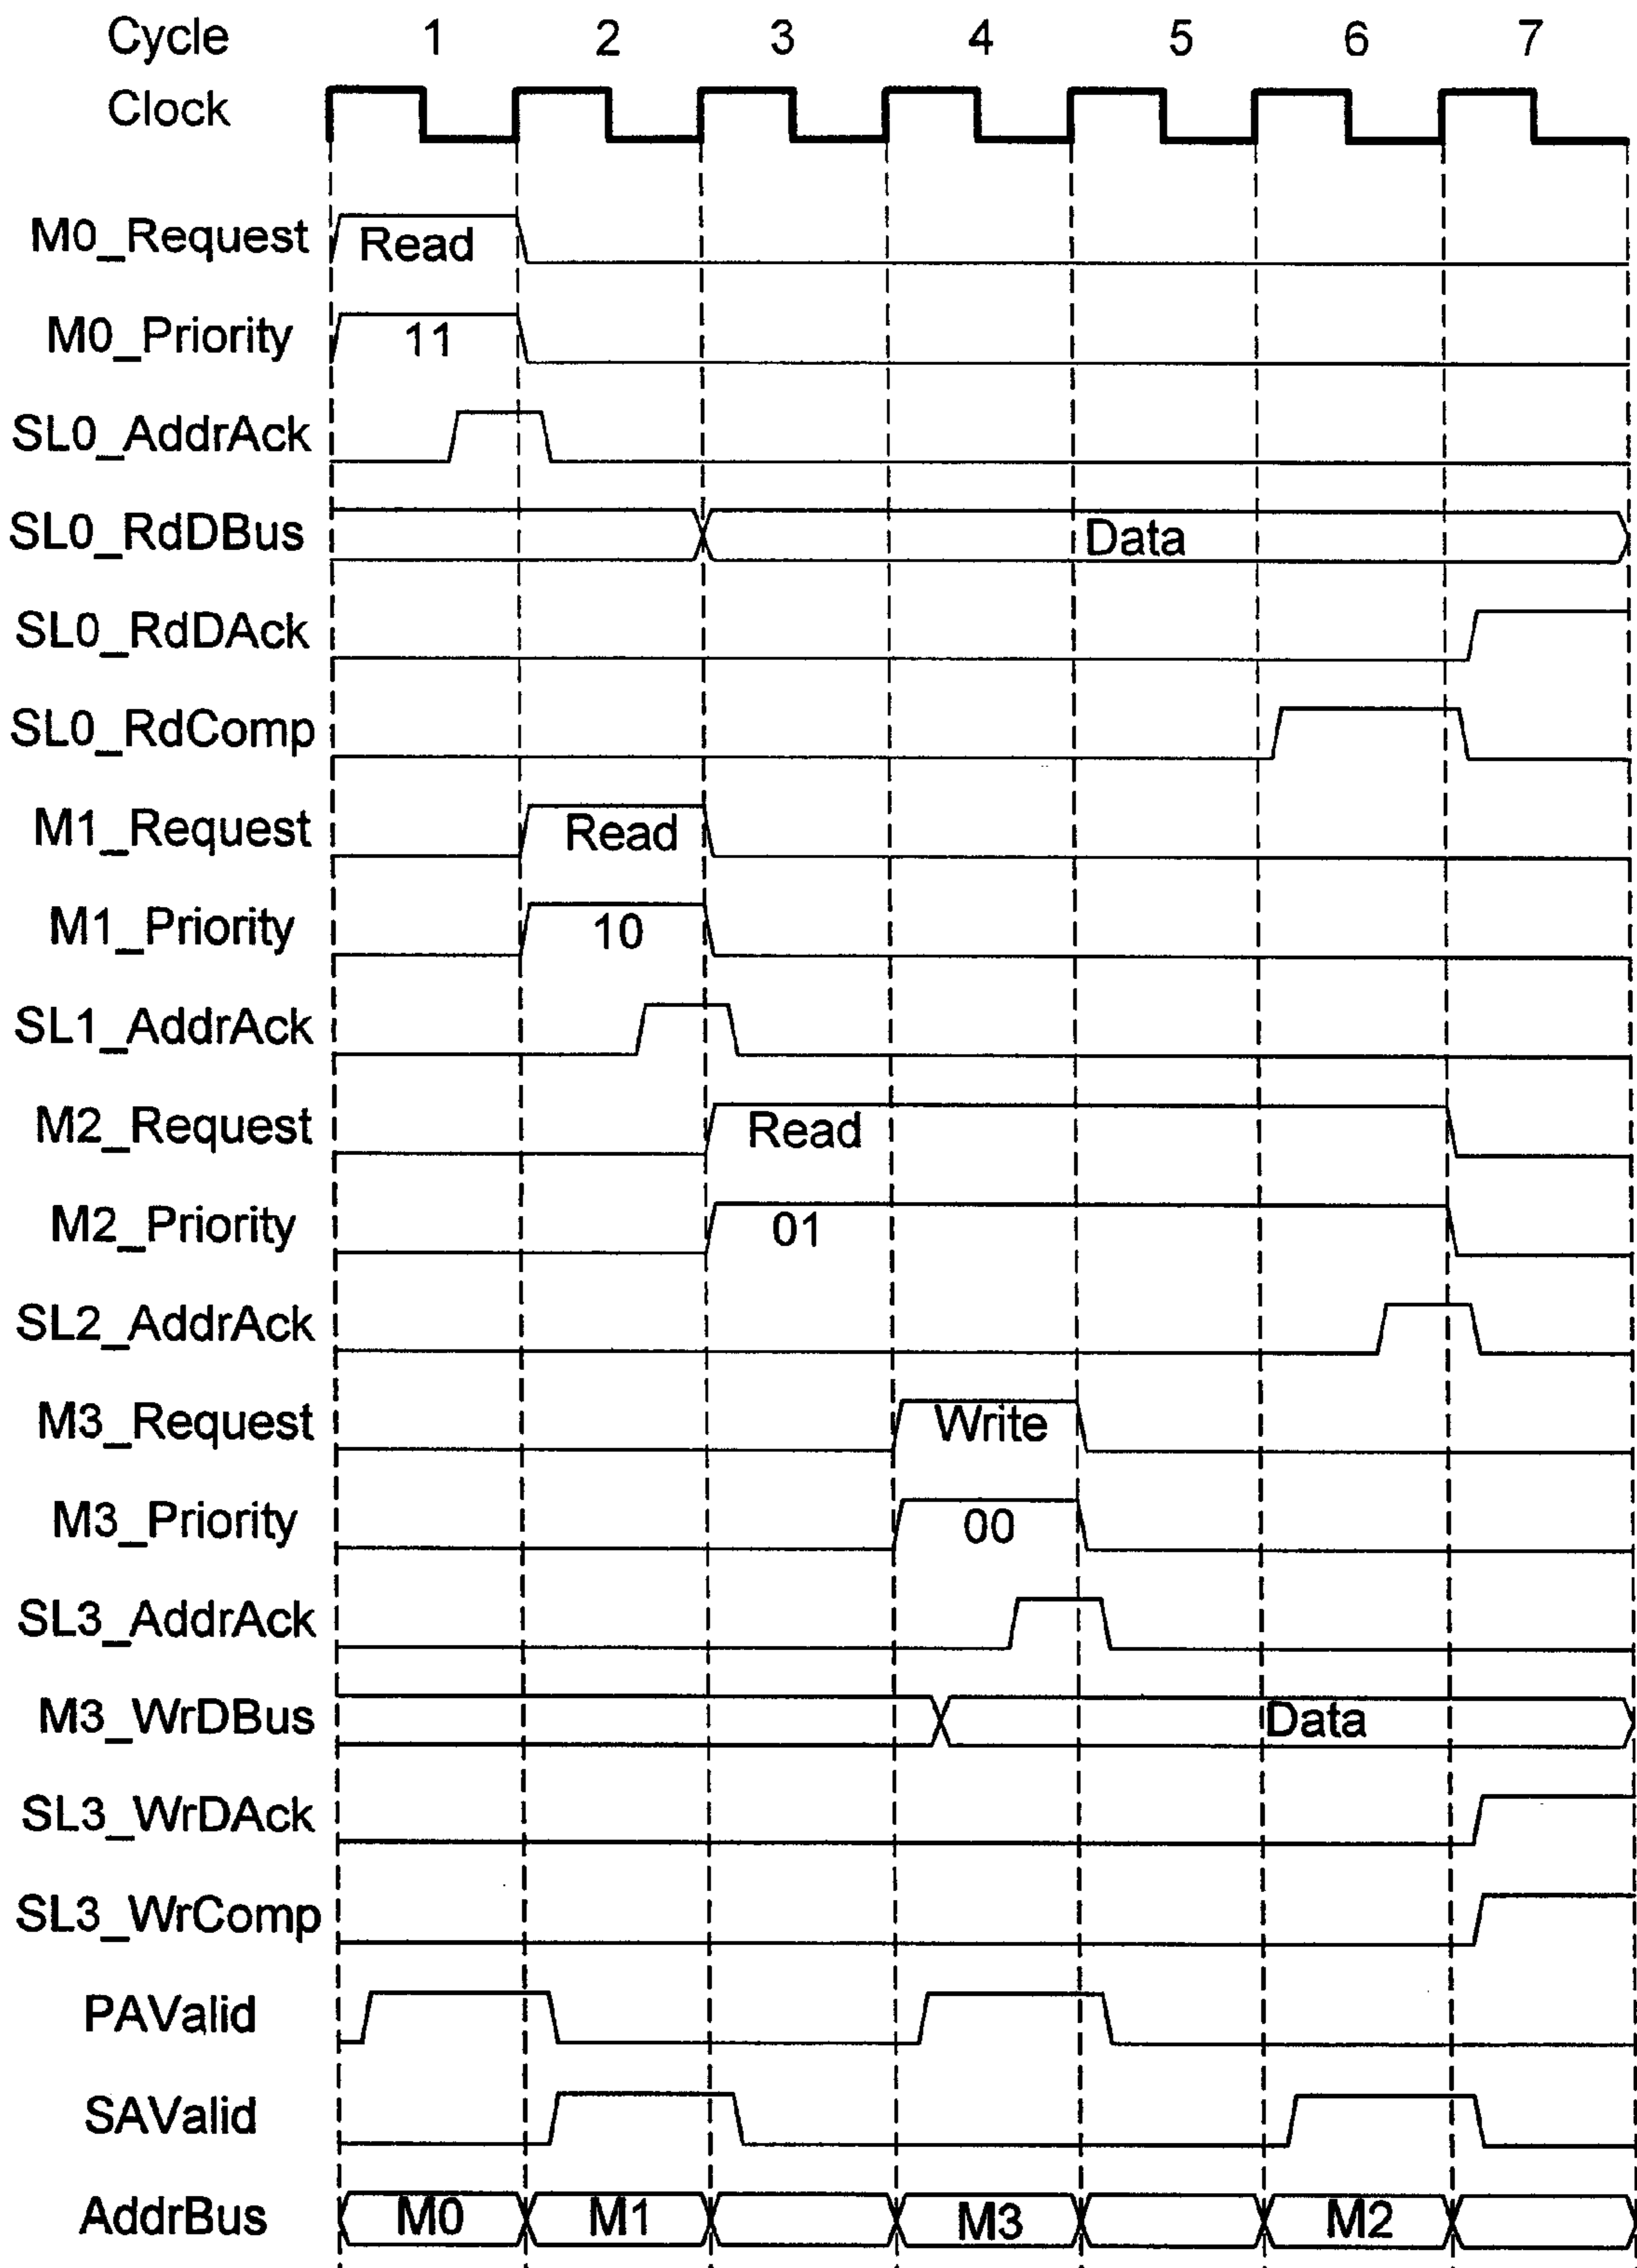 Cycle 1 2 3 4 5 6 7
Clock
M0_Request Read
M0_Priority 11
SL0_AddrAck
SL0_RdDBus Data
SL0_RdDAck
SL0_RdComp
M1_Request Read
M1_Priority 10
SL1_AddrAck
M2_Request Read
M2_Priority 01
SL2_AddrAck
M3_Request Write
M3_Priority 00
SL3_AddrAck
M3_WrDBus Data
SL3_WrDAck
SL3_WrComp
PAValid
SAValid
AddrBus M0 M1 M3 M2